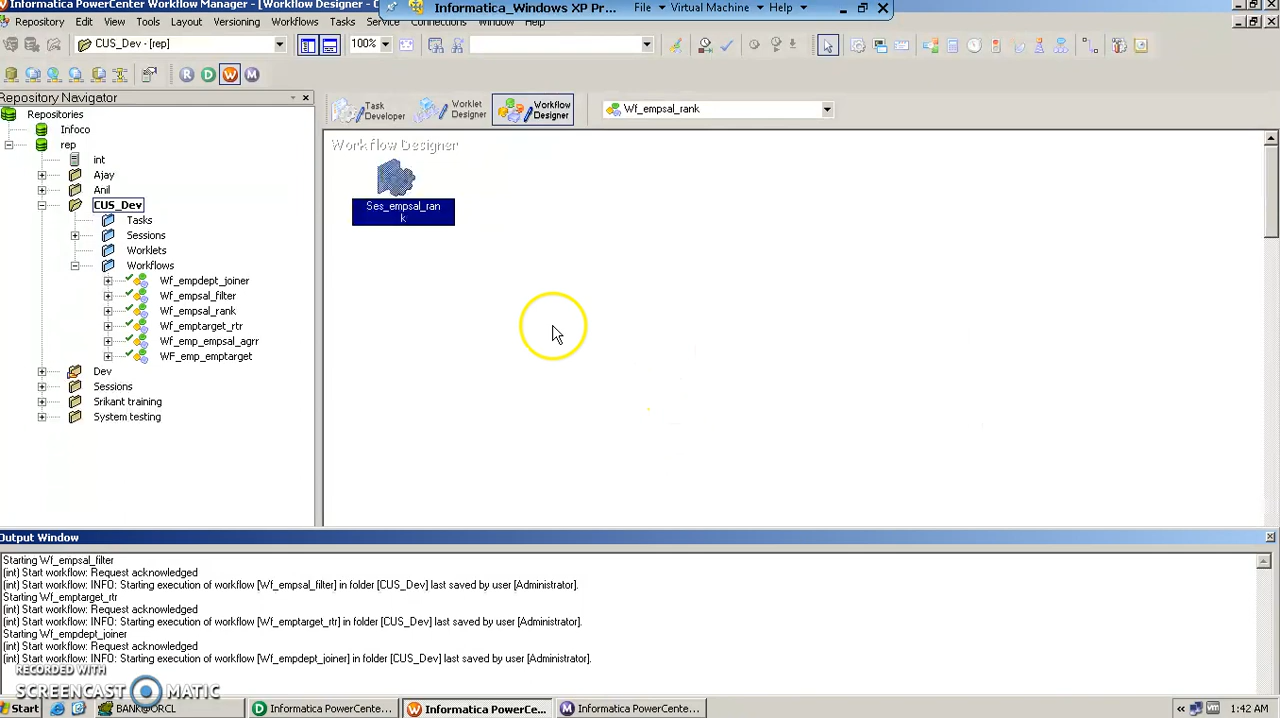 Informatica PowerCenter Workflow Manager - [Workflow Designer - C
Informatica_Windows XP Pr... File Virtual Machine Help
Repository Edit View Tools Layout Versioning Workflows Tasks Service Connections Window Help
CUS_Dev - [rep] 100%
R D W M
Repository Navigator
Repositories
Infoco
rep
int
Ajay
Anil
CUS_Dev
Tasks
Sessions
Worklets
Workflows
Wf_empdept_joiner
Wf_empsal_filter
Wf_empsal_rank
Wf_emptarget_rtr
Wf_emp_empsal_agrr
WF_emp_emptarget
Dev
Sessions
Srikant training
System testing
Task Developer
Worklet Designer
Workflow Designer
Wf_empsal_rank
Workflow Designer
Ses_empsal_ran
k
Output Window
Starting Wf_empsal_filter
(int) Start workflow: Request acknowledged
(int) Start workflow: INFO: Starting execution of workflow [Wf_empsal_filter] in folder [CUS_Dev] last saved by user [Administrator].
Starting Wf_emptarget_rtr
(int) Start workflow: Request acknowledged
(int) Start workflow: INFO: Starting execution of workflow [Wf_emptarget_rtr] in folder [CUS_Dev] last saved by user [Administrator].
Starting Wf_empdept_joiner
(int) Start workflow: Request acknowledged
(int) Start workflow: INFO: Starting execution of workflow [Wf_empdept_joiner] in folder [CUS_Dev] last saved by user [Administrator].
RECORDED WITH
SCREENCAST MATIC
Start BANK@ORCL Informatica PowerCente... Informatica PowerCe... Informatica PowerCente... 1:42 AM